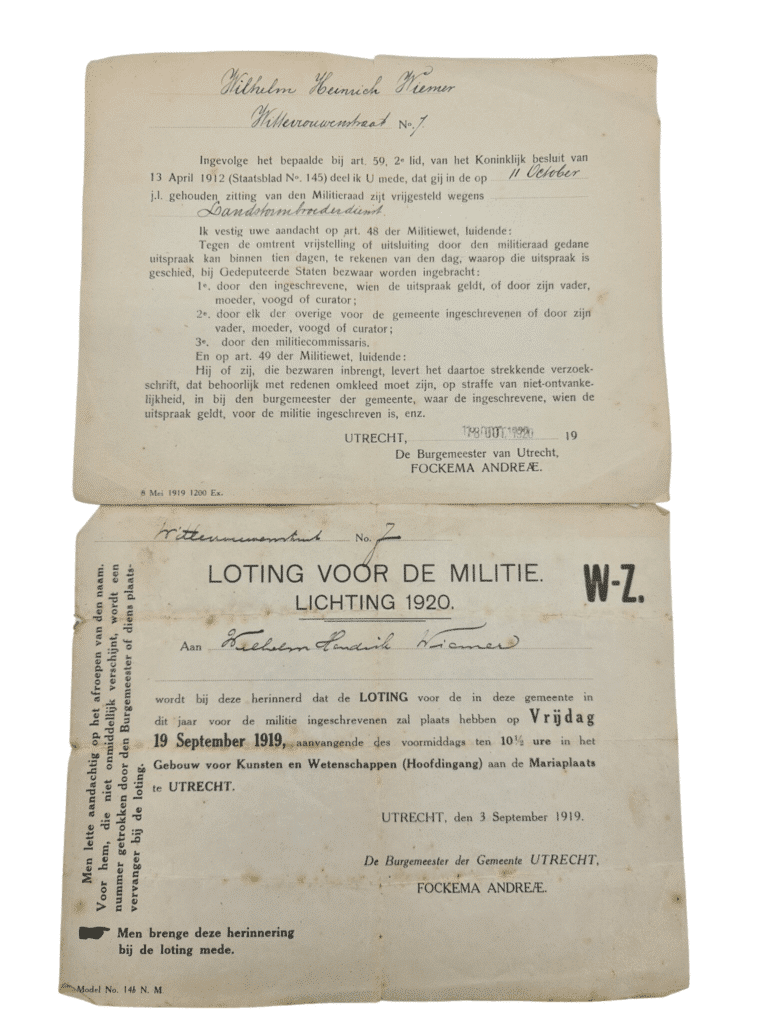 Wilhelm Heinrich Wiemer
Wittevrouwenstraat No. 7
Ingevolge het bepaalde bij art. 59, 2e lid, van het Koninklijk besluit van
13 April 1912 (Staatsblad No. 145) deel ik U mede, dat gij in de op 11 October
j.l. gehouden zitting van den Militieraad zijt vrijgesteld wegens
Landstormbroederdienst
Ik vestig uwe aandacht op art. 48 der Militiewet, luidende:
Tegen de omtrent vrijstelling of uitsluiting door den militieraad gedane
uitspraak kan binnen tien dagen, te rekenen van den dag, waarop die uitspraak is
geschied, bij Gedeputeerde Staten bezwaar worden ingebracht:
1e. door den ingeschrevene, wien de uitspraak geldt, of door zijn vader,
moeder, voogd of curator;
2e. door elk der overige voor de gemeente ingeschrevenen of door zijn
vader, moeder, voogd of curator;
3e. door den militiecommissaris.
En op art. 49 der Militiewet, luidende:
Hij of zij, die bezwaren inbrengt, levert het daartoe strekkende verzoek-
schrift, dat behoorlijk met redenen omkleed moet zijn, op straffe van niet-ontvanke-
lijkheid, in bij den burgemeester der gemeente, waar de ingeschrevene, wien de
uitspraak geldt, voor de militie ingeschreven is, enz.
UTRECHT, 1920 19
De Burgemeester van Utrecht,
FOCKEMA ANDREÆ.
6 Mei 1919 1200 Ex.
Wittevrouwenstraat No. 7
LOTING VOOR DE MILITIE.
LICHTING 1920.
W-Z.
Aan Wilhelm Hendrik Wiemer
wordt bij deze herinnerd dat de LOTING voor de in deze gemeente in
dit jaar voor de militie ingeschrevenen zal plaats hebben op Vrijdag
19 September 1919, aanvangende des voormiddags ten 10½ ure in het
Gebouw voor Kunsten en Wetenschappen (Hoofdingang) aan de Mariaplaats
te UTRECHT.
UTRECHT, den 3 September 1919.
De Burgemeester der Gemeente UTRECHT,
FOCKEMA ANDREÆ.
Men lette aandachtig op het afroepen van den naam.
Voor hem, die niet onmiddellijk verschijnt, wordt een
nummer getrokken door den Burgemeester of diens plaats-
vervanger bij de loting.
Men brenge deze herinnering
bij de loting mede.
Model No. 14b N. M